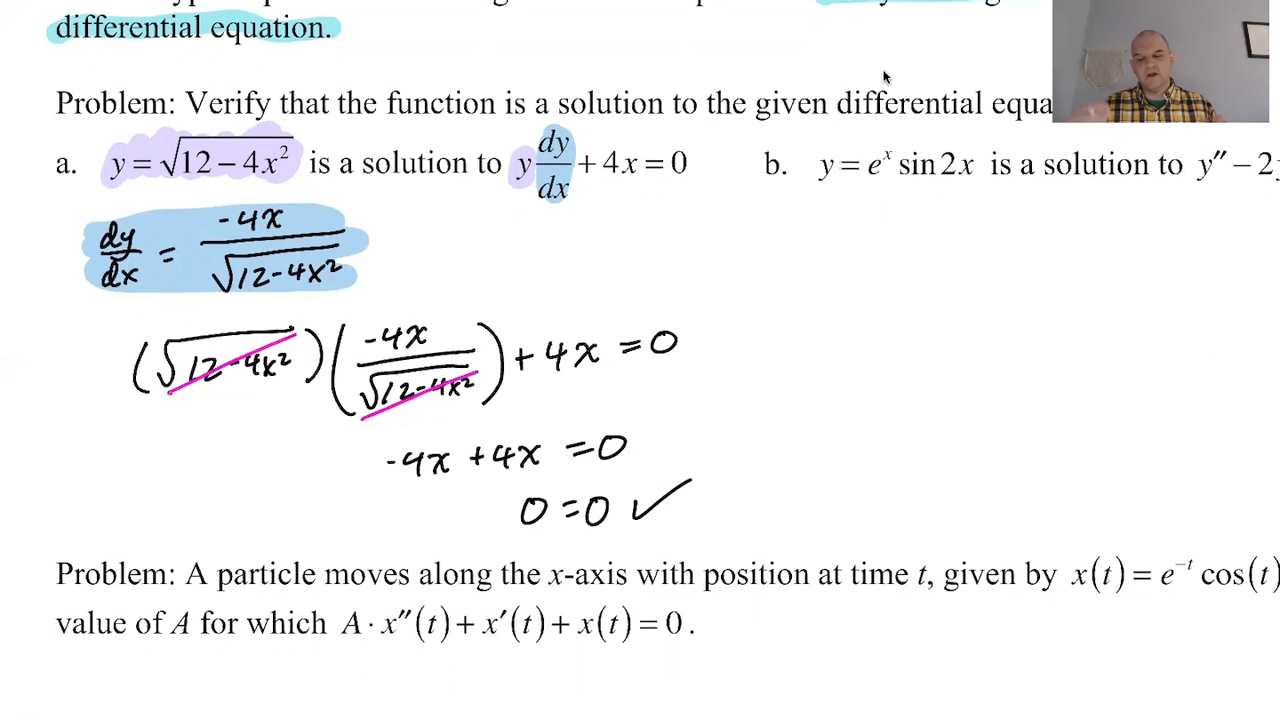 differential equation.
Problem: Verify that the function is a solution to the given differential equa
a. y = √(12 − 4x²) is a solution to y dy/dx + 4x = 0
b. y = eˣ sin 2x is a solution to y″ − 2
dy/dx = -4x/√(12-4x²)
(√(12-4x²)) (-4x/√(12-4x²)) + 4x = 0
-4x + 4x = 0
0 = 0 ✓
Problem: A particle moves along the x-axis with position at time t, given by x(t) = e⁻ᵗ cos(t)
value of A for which A · x″(t) + x′(t) + x(t) = 0.